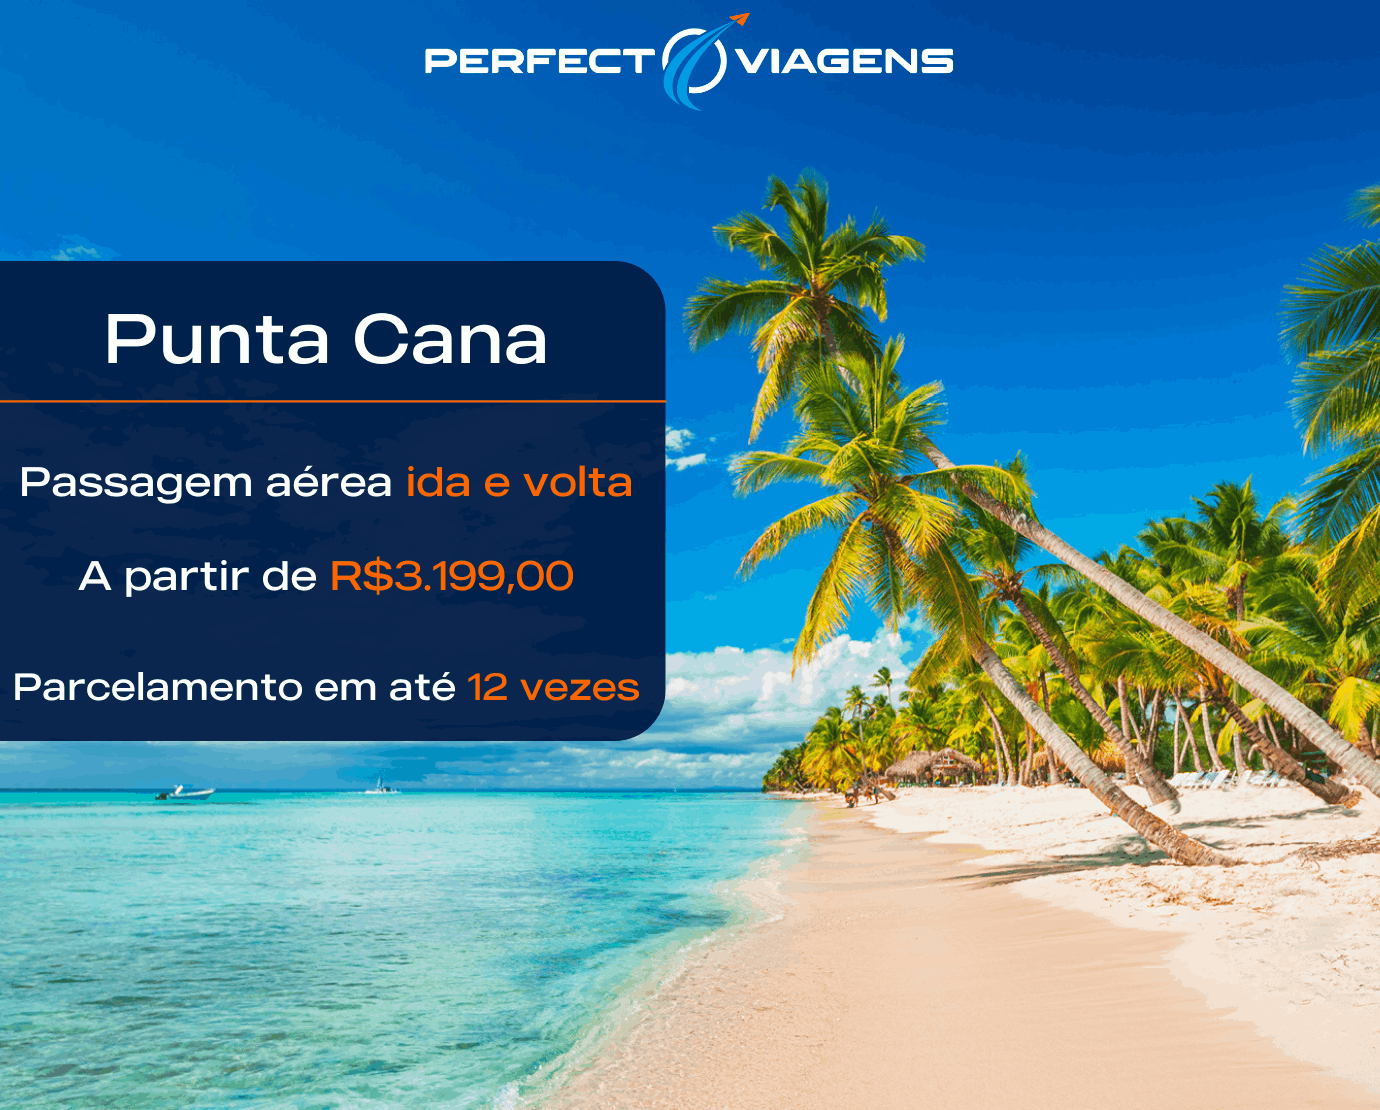 PERFECT VIAGENS
Punta Cana
Passagem aérea ida e volta
A partir de R$3.199,00
Parcelamento em até 12 vezes